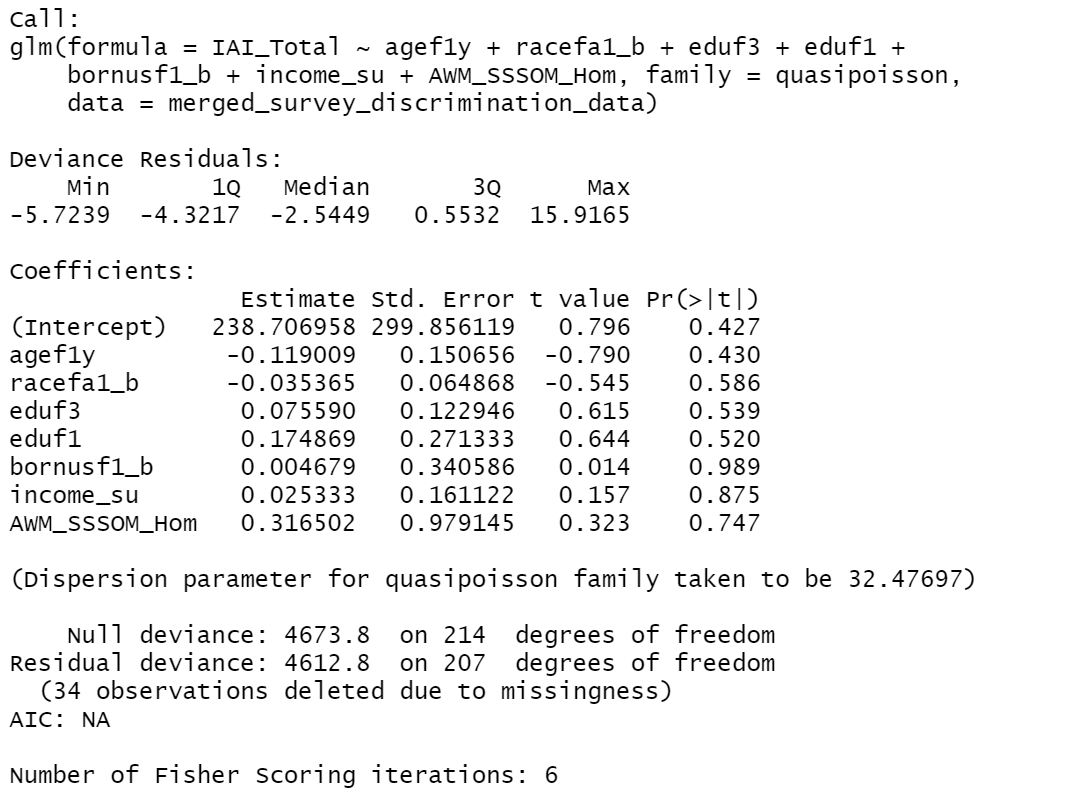 Call:
glm(formula = IAI_Total ~ agef1y + racefa1_b + eduf3 + eduf1 +
    bornusf1_b + income_su + AWM_SSSOM_Hom, family = quasipoisson,
    data = merged_survey_discrimination_data)

Deviance Residuals:
    Min       1Q   Median       3Q      Max
-5.7239  -4.3217  -2.5449   0.5532  15.9165

Coefficients:
                Estimate Std. Error t value Pr(>|t|)
(Intercept)   238.706958 299.856119   0.796    0.427
agef1y         -0.119009   0.150656  -0.790    0.430
racefa1_b      -0.035365   0.064868  -0.545    0.586
eduf3           0.075590   0.122946   0.615    0.539
eduf1           0.174869   0.271333   0.644    0.520
bornusf1_b      0.004679   0.340586   0.014    0.989
income_su       0.025333   0.161122   0.157    0.875
AWM_SSSOM_Hom   0.316502   0.979145   0.323    0.747

(Dispersion parameter for quasipoisson family taken to be 32.47697)

    Null deviance: 4673.8  on 214  degrees of freedom
Residual deviance: 4612.8  on 207  degrees of freedom
  (34 observations deleted due to missingness)
AIC: NA

Number of Fisher Scoring iterations: 6